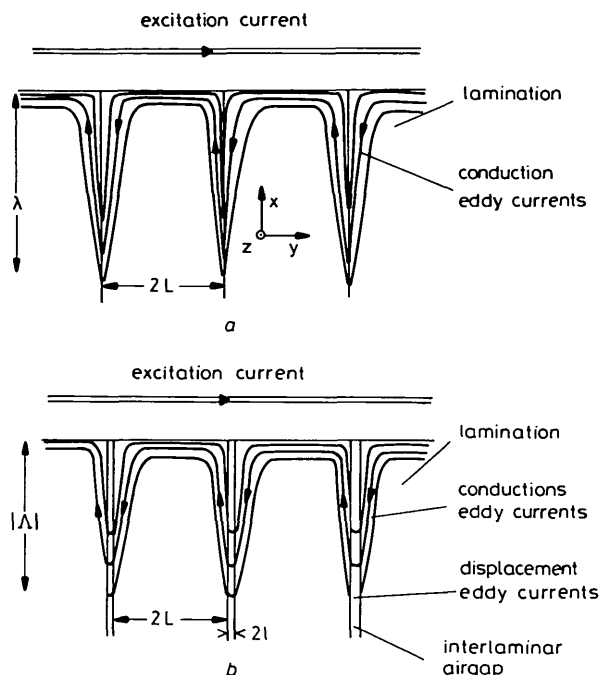 excitation current
lamination
conduction
eddy currents
λ
x
z
y
2L
a
excitation current
lamination
conductions
eddy currents
|Λ|
displacement
eddy currents
2L
2l
interlaminar
airgap
b